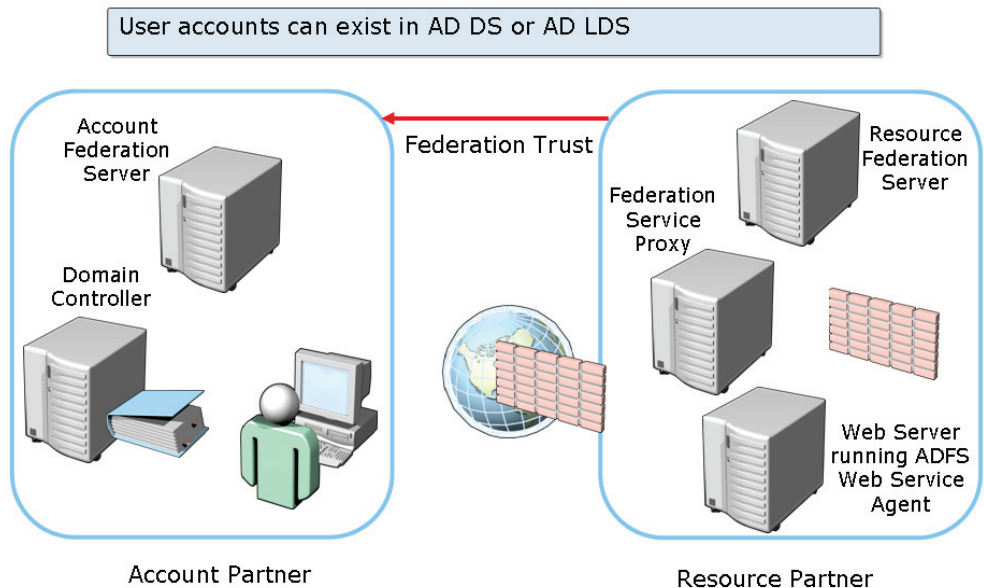 User accounts can exist in AD DS or AD LDS
Account
Federation
Server
Federation Trust
Resource
Federation
Server
Federation
Service
Proxy
Domain
Controller
Web Server
running ADFS
Web Service
Agent
Account Partner
Resource Partner